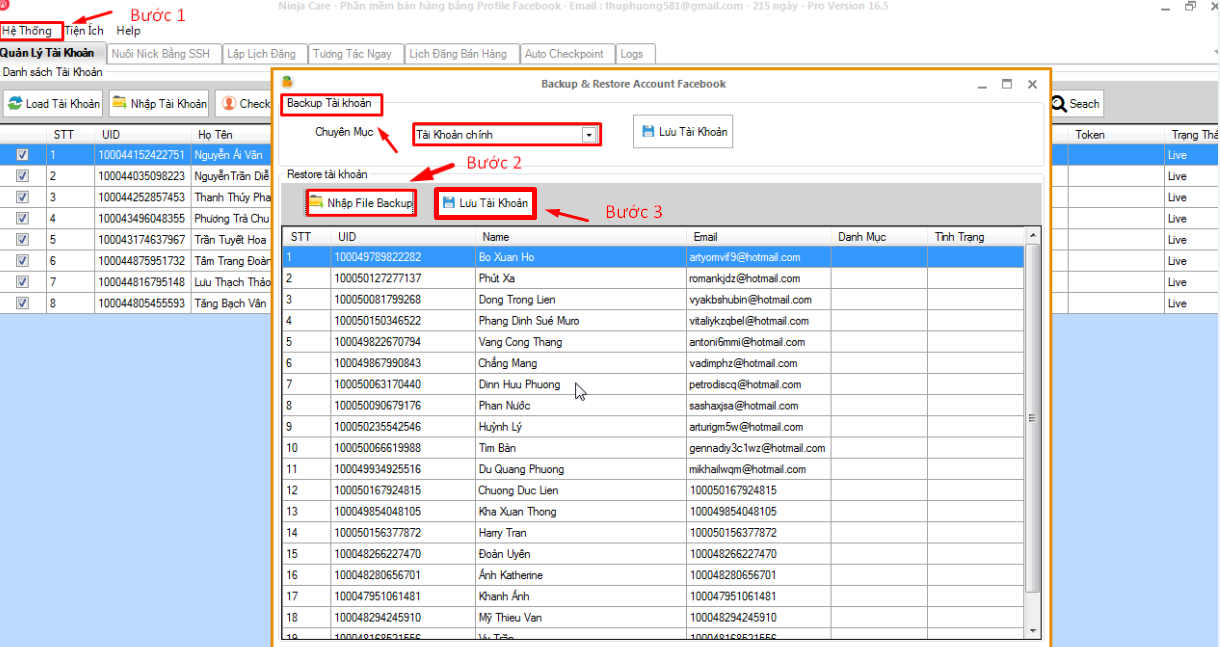 Ninja Care - Phần mềm bán hàng bằng Profile Facebook - Email : thuphuong581@gmail.com - 215 ngày - Pro Version 16.5
Bước 1
Hệ Thống Tiện Ích Help
Quản Lý Tài Khoản Nuôi Nick Bằng SSH Lập Lịch Đăng Tương Tác Ngay Lịch Đăng Bán Hàng Auto Checkpoint Logs
Danh sách Tài Khoản
Load Tài Khoản Nhập Tài Khoản Check Seach
STT UID Họ Tên Token Trạng Thá
1 100044152422751 Nguyễn Ái Vân Live
2 100044035098223 NguyễnTrần Diễ Live
3 100044252857453 Thanh Thúy Pha Live
4 100043496048355 Phương Trà Chu Live
5 100043174637967 Trần Tuyết Hoa Live
6 100044875951732 Tâm Trang Đoàn Live
7 100044816795148 Lưu Thạch Thảo Live
8 100044805455593 Tăng Bạch Vân Live
Backup & Restore Account Facebook
Backup Tài khoản
Chuyên Mục Tài Khoản chính Lưu Tài Khoản
Bước 2
Restore tài khoản
Nhập File Backup Lưu Tài Khoản Bước 3
STT UID Name Email Danh Mục Tình Trạng
1 100049789822282 Bo Xuan Ho artyomvif9@hotmail.com
2 100050127277137 Phút Xa romankjdz@hotmail.com
3 100050081799268 Dong Trong Lien vyakbshubin@hotmail.com
4 100050150346522 Phang Dinh Sué Muro vitaliykzqbel@hotmail.com
5 100049822670794 Vang Cong Thang antoni6mmi@hotmail.com
6 100049867990843 Chẳng Mang vadimphz@hotmail.com
7 100050063170440 Dinn Huu Phuong petrodiscq@hotmail.com
8 100050090679176 Phan Nước sashaxjsa@hotmail.com
9 100050235542546 Huỳnh Lý arturigm5w@hotmail.com
10 100050066619988 Tim Bàn gennadiy3c1wz@hotmail.com
11 100049934925516 Du Quang Phuong mikhailwqm@hotmail.com
12 100050167924815 Chuong Duc Lien 100050167924815
13 100049854048105 Kha Xuan Thong 100049854048105
14 100050156377872 Harry Tran 100050156377872
15 100048266227470 Đoàn Uyên 100048266227470
16 100048280656701 Ánh Katherine 100048280656701
17 100047951061481 Khanh Ánh 100047951061481
18 100048294245910 Mỹ Thieu Van 100048294245910
19 100048168521556 Vy Trần 100048168521556